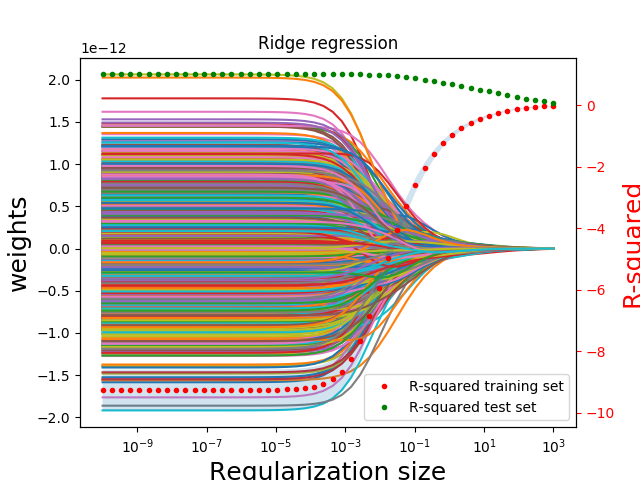 Ridge regression
1e−12
2.0
1.5
1.0
0.5
0.0
−0.5
−1.0
−1.5
−2.0
weights
0
−2
−4
−6
−8
−10
R-squared
R-squared training set
R-squared test set
10⁻⁹ 10⁻⁷ 10⁻⁵ 10⁻³ 10⁻¹ 10¹ 10³
Regularization size